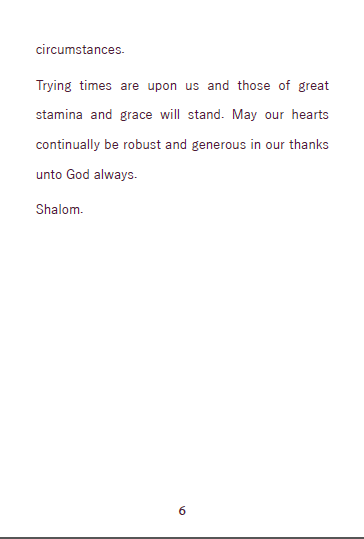 circumstances.
Trying times are upon us and those of great
stamina and grace will stand. May our hearts
continually be robust and generous in our thanks
unto God always.
Shalom.
6